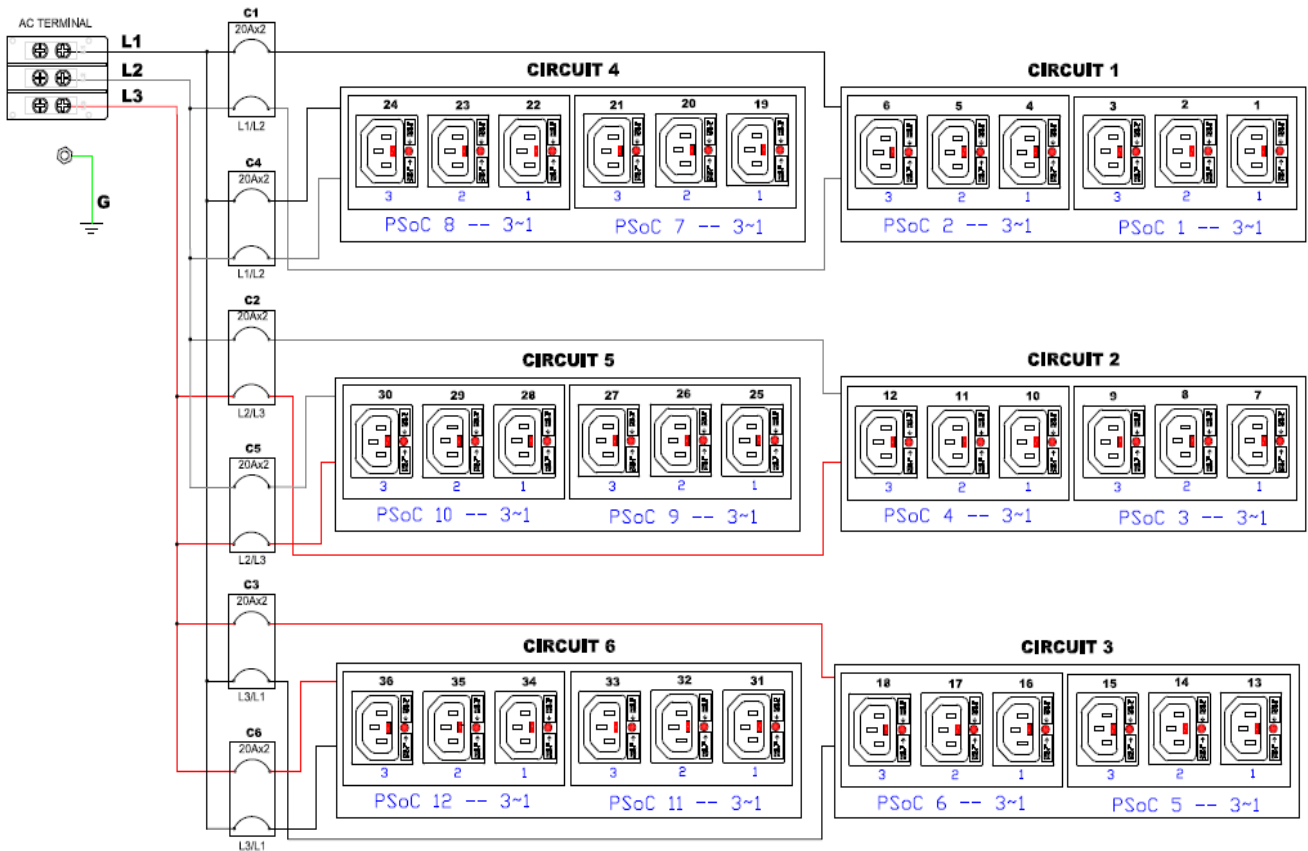 AC TERMINAL
L1
L2
L3
G
C1
20Ax2
L1/L2
C4
20Ax2
L1/L2
C2
20Ax2
L2/L3
C5
20Ax2
L2/L3
C3
20Ax2
L3/L1
C6
20Ax2
L3/L1
CIRCUIT 4
24 23 22 21 20 19
3 2 1 3 2 1
PSoC 8 -- 3~1 PSoC 7 -- 3~1
CIRCUIT 1
6 5 4 3 2 1
3 2 1 3 2 1
PSoC 2 -- 3~1 PSoC 1 -- 3~1
CIRCUIT 5
30 29 28 27 26 25
3 2 1 3 2 1
PSoC 10 -- 3~1 PSoC 9 -- 3~1
CIRCUIT 2
12 11 10 9 8 7
3 2 1 3 2 1
PSoC 4 -- 3~1 PSoC 3 -- 3~1
CIRCUIT 6
36 35 34 33 32 31
3 2 1 3 2 1
PSoC 12 -- 3~1 PSoC 11 -- 3~1
CIRCUIT 3
18 17 16 15 14 13
3 2 1 3 2 1
PSoC 6 -- 3~1 PSoC 5 -- 3~1